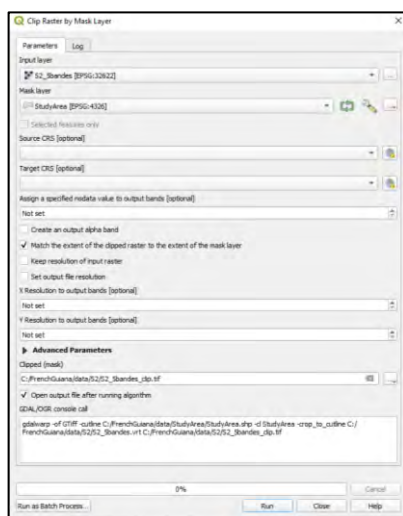 Clip Raster by Mask Layer
Parameters Log
Input layer
S2_5bandes [EPSG:32622]
Mask layer
StudyArea [EPSG:4326]
Selected features only
Source CRS [optional]
Target CRS [optional]
Assign a specified nodata value to output bands [optional]
Not set
Create an output alpha band
Match the extent of the clipped raster to the extent of the mask layer
Keep resolution of input raster
Set output file resolution
X Resolution to output bands [optional]
Not set
Y Resolution to output bands [optional]
Not set
Advanced Parameters
Clipped (mask)
C:/FrenchGuiana/data/S2/S2_5bandes_clip.tif
Open output file after running algorithm
GDAL/OGR console call
gdalwarp -of GTiff -cutline C:/FrenchGuiana/data/StudyArea/StudyArea.shp -cl StudyArea -crop_to_cutline C:/
FrenchGuiana/data/S2/S2_5bandes.vrt C:/FrenchGuiana/data/S2/S2_5bandes_clip.tif
0% Cancel
Run as Batch Process... Run Close Help